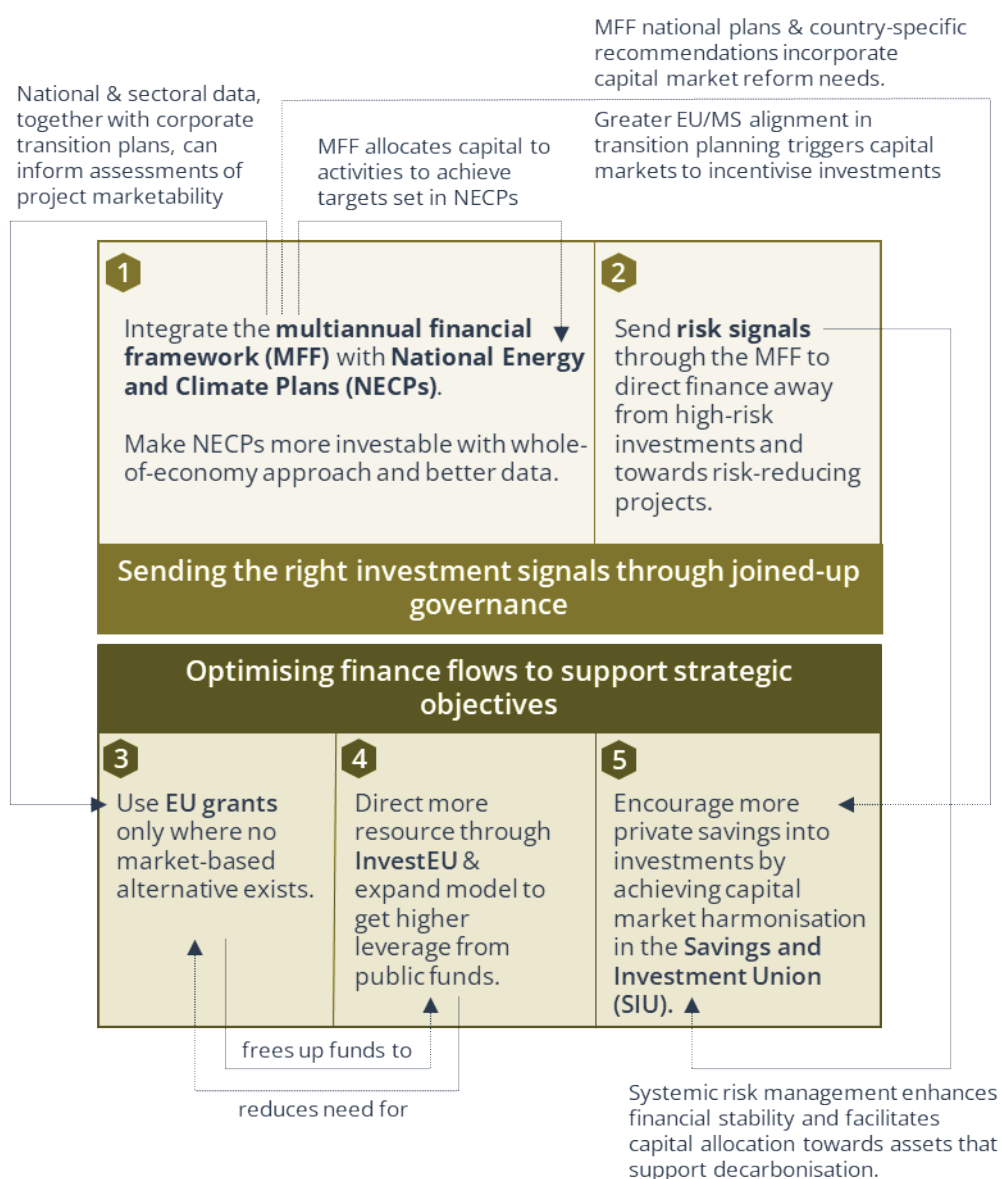 MFF national plans & country-specific
recommendations incorporate
capital market reform needs.
Greater EU/MS alignment in
transition planning triggers capital
markets to incentivise investments
National & sectoral data,
together with corporate
transition plans, can
inform assessments of
project marketability
MFF allocates capital to
activities to achieve
targets set in NECPs
1
Integrate the multiannual financial
framework (MFF) with National Energy
and Climate Plans (NECPs).
Make NECPs more investable with whole-
of-economy approach and better data.
2
Send risk signals
through the MFF to
direct finance away
from high-risk
investments and
towards risk-reducing
projects.
Sending the right investment signals through joined-up
governance
Optimising finance flows to support strategic
objectives
3
Use EU grants
only where no
market-based
alternative exists.
4
Direct more
resource through
InvestEU &
expand model to
get higher
leverage from
public funds.
5
Encourage more
private savings into
investments by
achieving capital
market harmonisation
in the Savings and
Investment Union
(SIU).
frees up funds to
reduces need for
Systemic risk management enhances
financial stability and facilitates
capital allocation towards assets that
support decarbonisation.